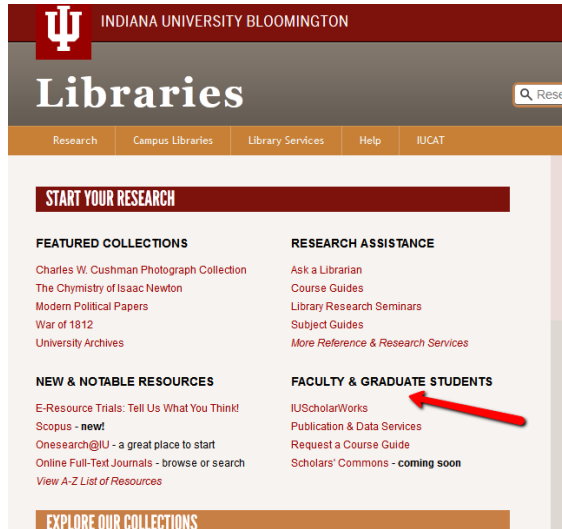 INDIANA UNIVERSITY BLOOMINGTON
Libraries
Research Campus Libraries Library Services Help IUCAT
START YOUR RESEARCH
FEATURED COLLECTIONS
Charles W. Cushman Photograph Collection
The Chymistry of Isaac Newton
Modern Political Papers
War of 1812
University Archives
RESEARCH ASSISTANCE
Ask a Librarian
Course Guides
Library Research Seminars
Subject Guides
More Reference & Research Services
NEW & NOTABLE RESOURCES
E-Resource Trials: Tell Us What You Think!
Scopus - new!
Onesearch@IU - a great place to start
Online Full-Text Journals - browse or search
View A-Z List of Resources
FACULTY & GRADUATE STUDENTS
IUScholarWorks
Publication & Data Services
Request a Course Guide
Scholars' Commons - coming soon
EXPLORE OUR COLLECTIONS